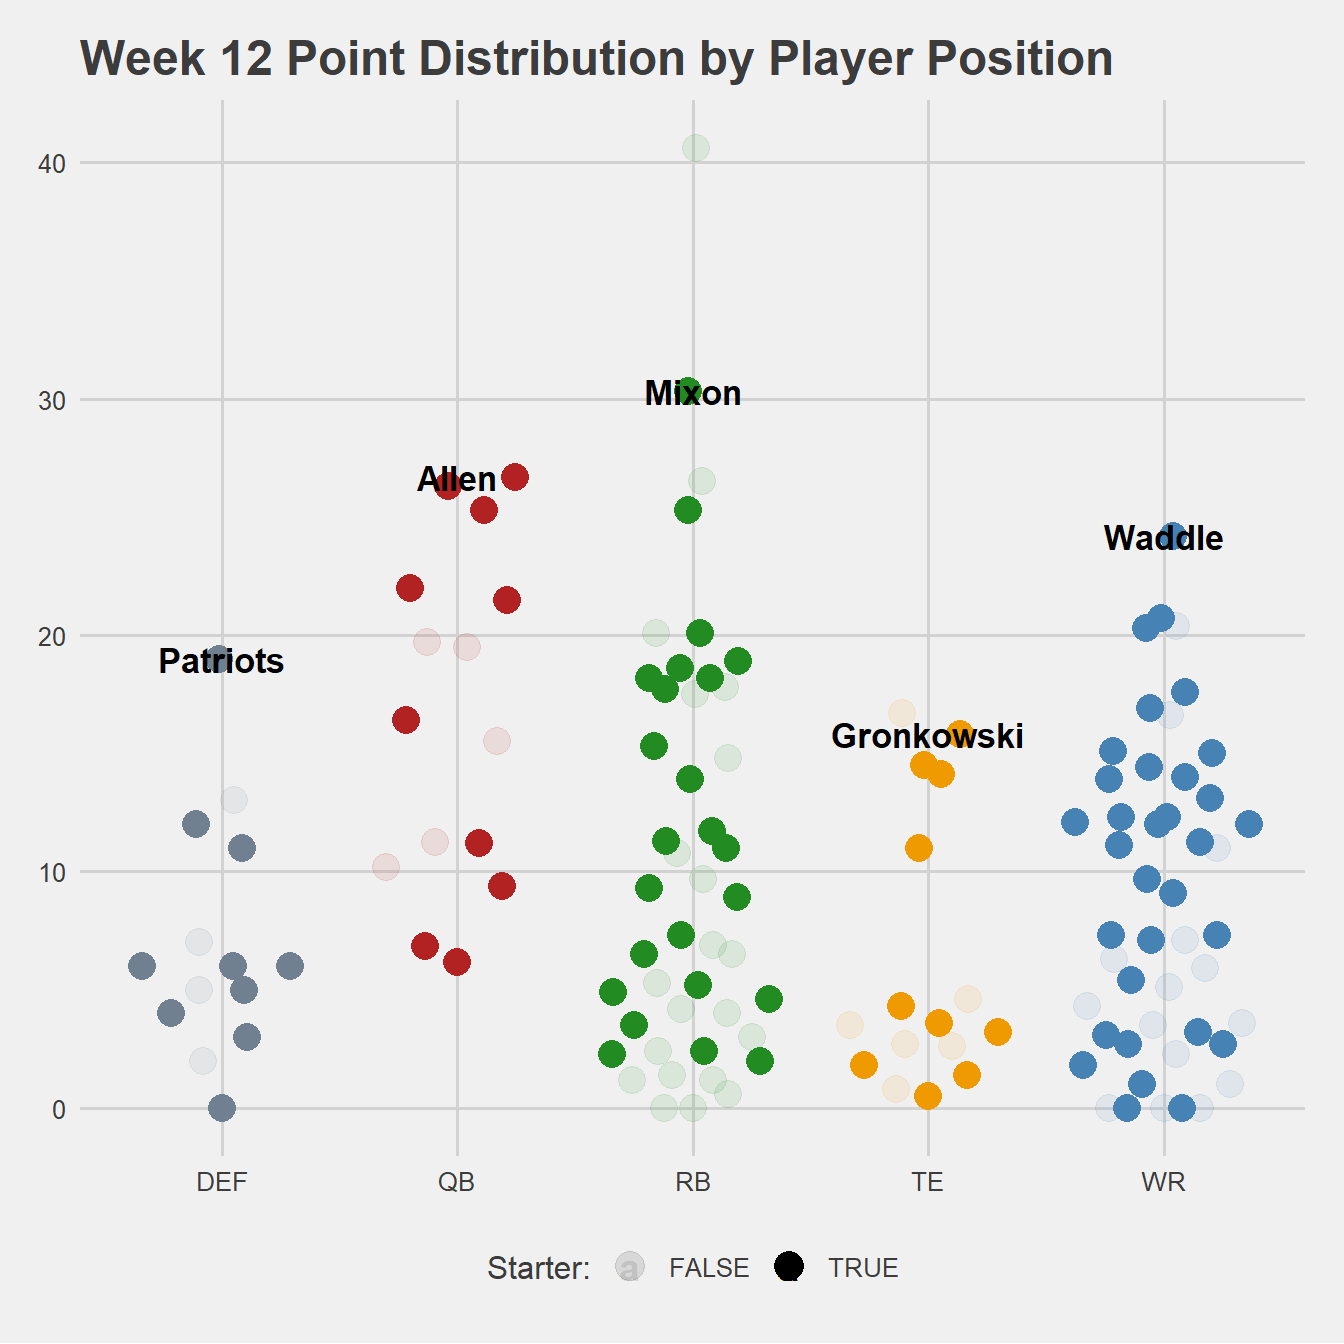 Week 12 Point Distribution by Player Position
40
30
20
10
0
Mixon
Allen
Waddle
Patriots
Gronkowski
DEF QB RB TE WR
Starter: a FALSE TRUE